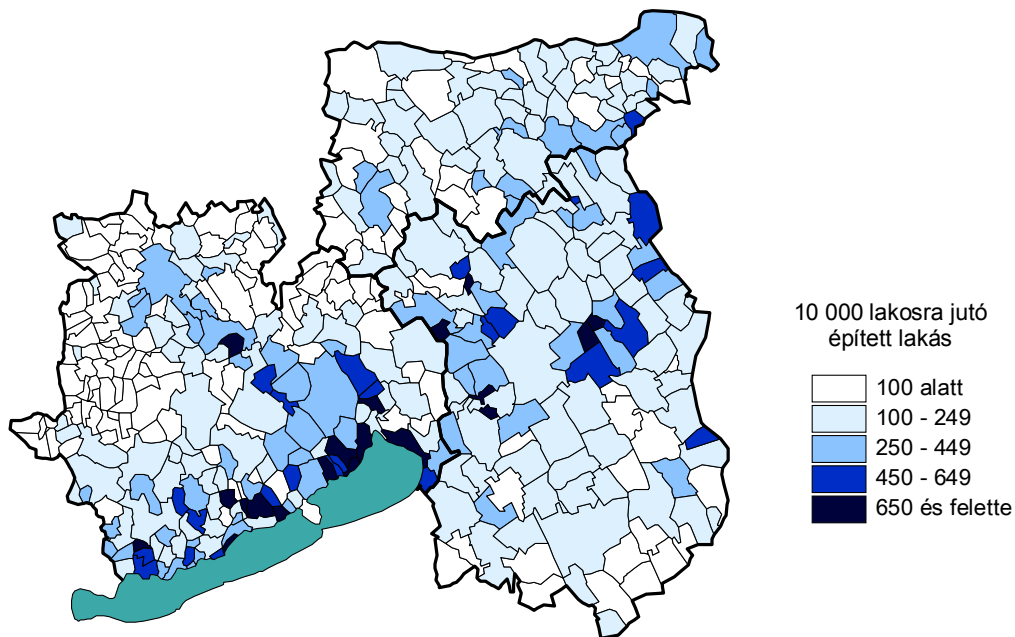 10 000 lakosra jutó
épített lakás
100 alatt
100 - 249
250 - 449
450 - 649
650 és felette